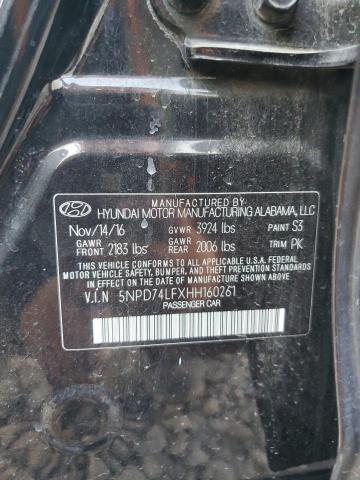 MANUFACTURED BY
HYUNDAI MOTOR MANUFACTURING ALABAMA, LLC
Nov/14/16 GVWR 3924 lbs PAINT S3
GAWR FRONT 2183 lbs GAWR REAR 2006 lbs TRIM PK
THIS VEHICLE CONFORMS TO ALL APPLICABLE U.S.A FEDERAL
MOTOR VEHICLE SAFETY, BUMPER, AND THEFT PREVENTION
STANDARDS IN EFFECT ON THE DATE OF MANUFACTURE SHOWN ABOVE.
V.I.N 5NPD74LFXHH160261
PASSENGER CAR